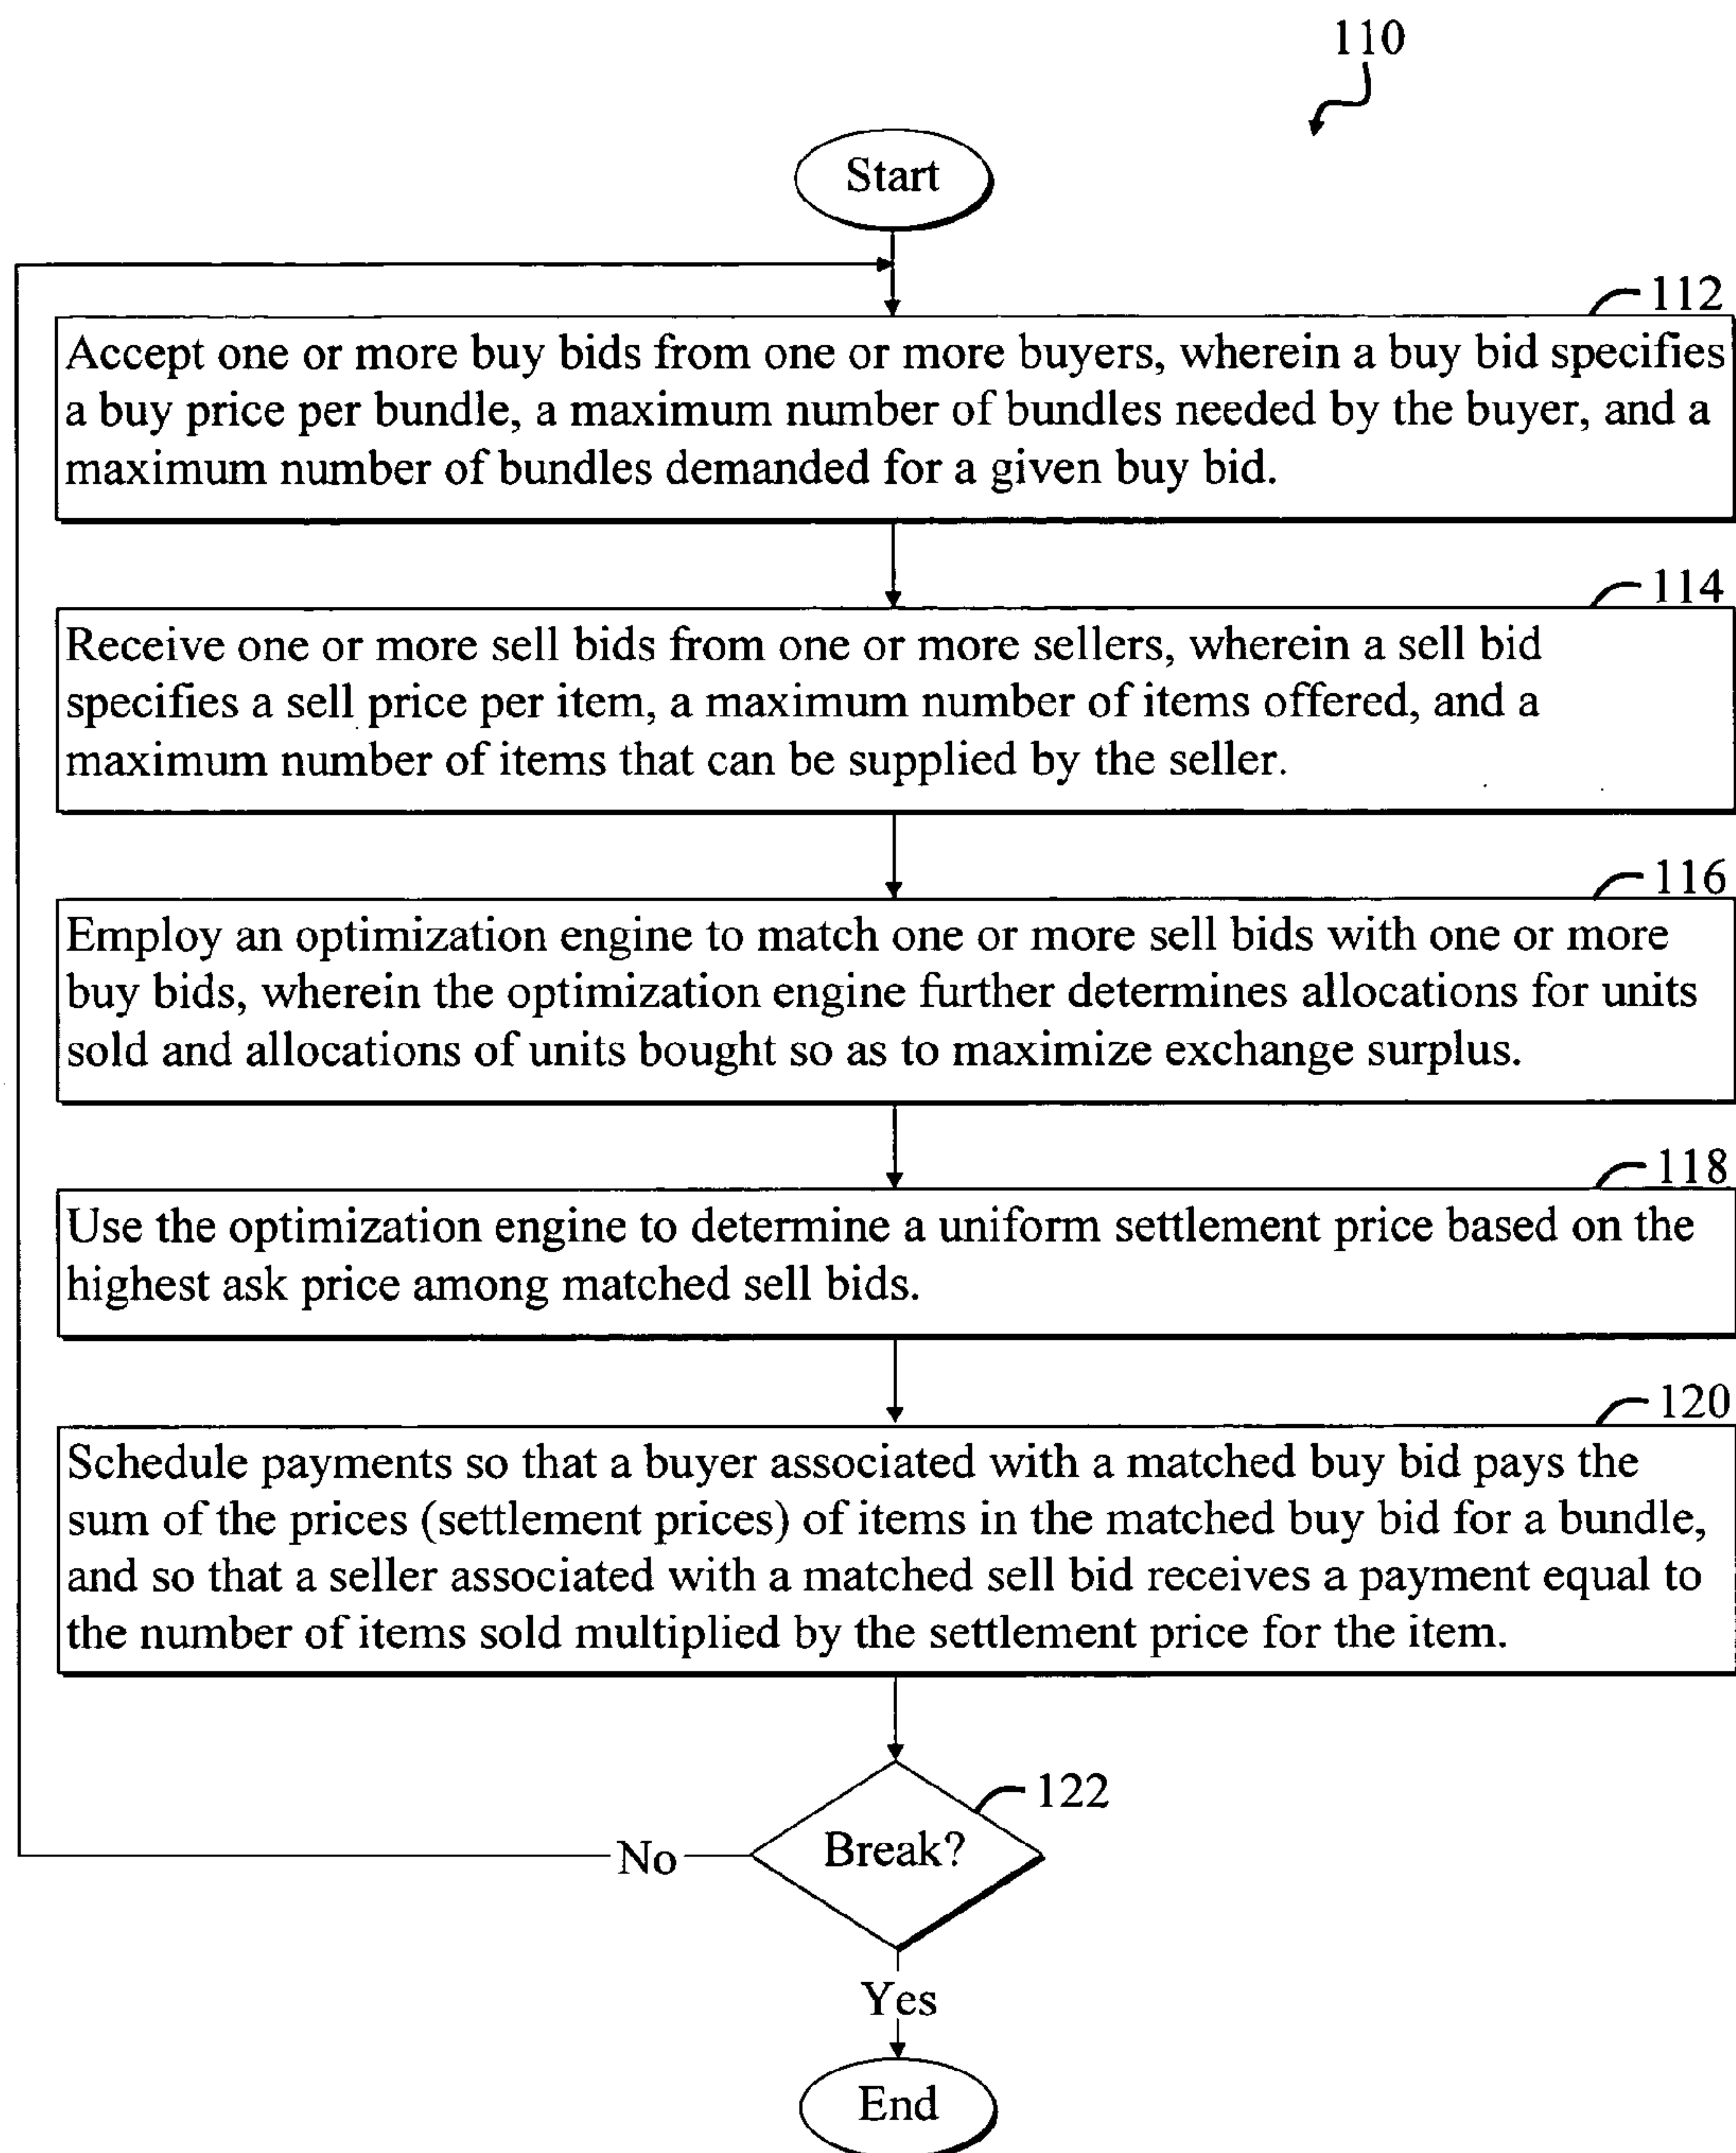 110
Start
112
Accept one or more buy bids from one or more buyers, wherein a buy bid specifies
a buy price per bundle, a maximum number of bundles needed by the buyer, and a
maximum number of bundles demanded for a given buy bid.
114
Receive one or more sell bids from one or more sellers, wherein a sell bid
specifies a sell price per item, a maximum number of items offered, and a
maximum number of items that can be supplied by the seller.
116
Employ an optimization engine to match one or more sell bids with one or more
buy bids, wherein the optimization engine further determines allocations for units
sold and allocations of units bought so as to maximize exchange surplus.
118
Use the optimization engine to determine a uniform settlement price based on the
highest ask price among matched sell bids.
120
Schedule payments so that a buyer associated with a matched buy bid pays the
sum of the prices (settlement prices) of items in the matched buy bid for a bundle,
and so that a seller associated with a matched sell bid receives a payment equal to
the number of items sold multiplied by the settlement price for the item.
122
Break?
No
Yes
End